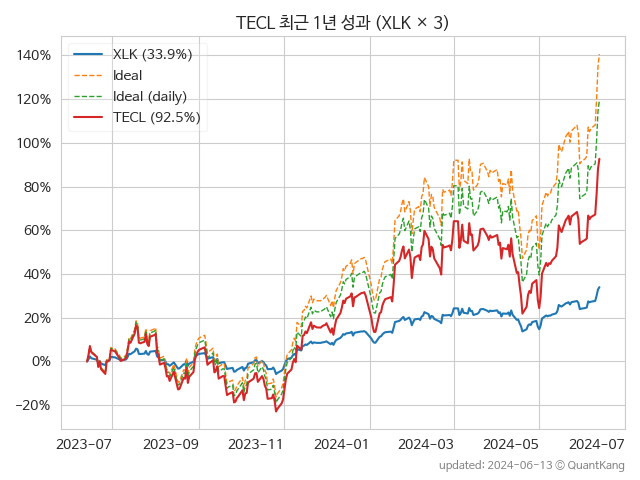 TECL 최근 1년 성과 (XLK × 3)
XLK (33.9%)
Ideal
Ideal (daily)
TECL (92.5%)
140%
120%
100%
80%
60%
40%
20%
0%
−20%
2023-07 2023-09 2023-11 2024-01 2024-03 2024-05 2024-07
updated: 2024-06-13 ⓒ QuantKang